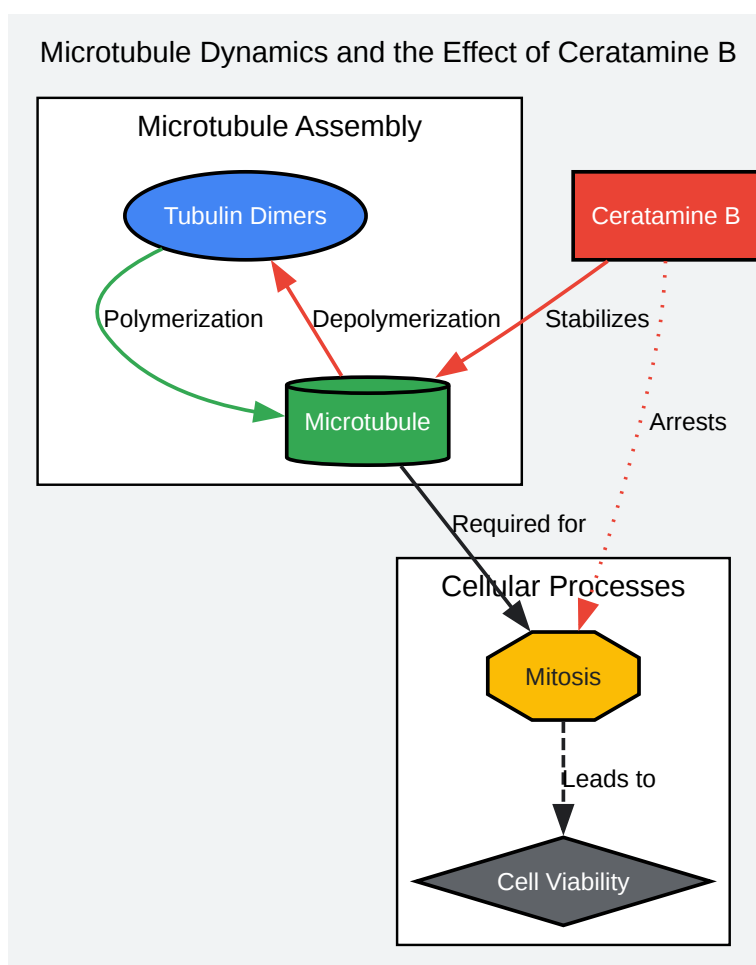 Microtubule Dynamics and the Effect of Ceratamine B
Microtubule Assembly
Tubulin Dimers
Ceratamine B
Polymerization
Depolymerization
Stabilizes
Microtubule
Arrests
Required for
Cellular Processes
Mitosis
Leads to
Cell Viability